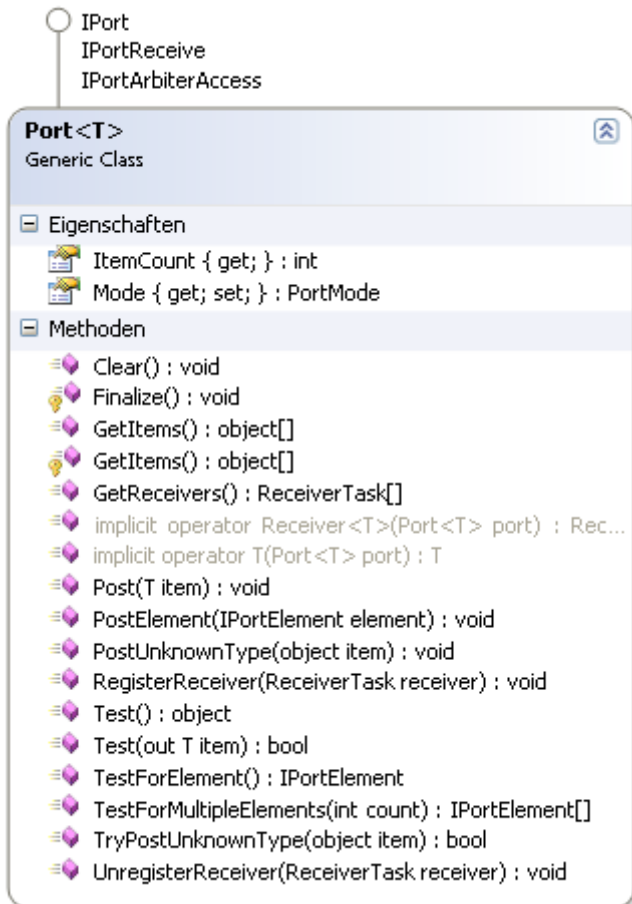 IPort
IPortReceive
IPortArbiterAccess
Port<T>
Generic Class
Eigenschaften
ItemCount { get; } : int
Mode { get; set; } : PortMode
Methoden
Clear() : void
Finalize() : void
GetItems() : object[]
GetItems() : object[]
GetReceivers() : ReceiverTask[]
implicit operator Receiver<T>(Port<T> port) : Rec...
implicit operator T(Port<T> port) : T
Post(T item) : void
PostElement(IPortElement element) : void
PostUnknownType(object item) : void
RegisterReceiver(ReceiverTask receiver) : void
Test() : object
Test(out T item) : bool
TestForElement() : IPortElement
TestForMultipleElements(int count) : IPortElement[]
TryPostUnknownType(object item) : bool
UnregisterReceiver(ReceiverTask receiver) : void